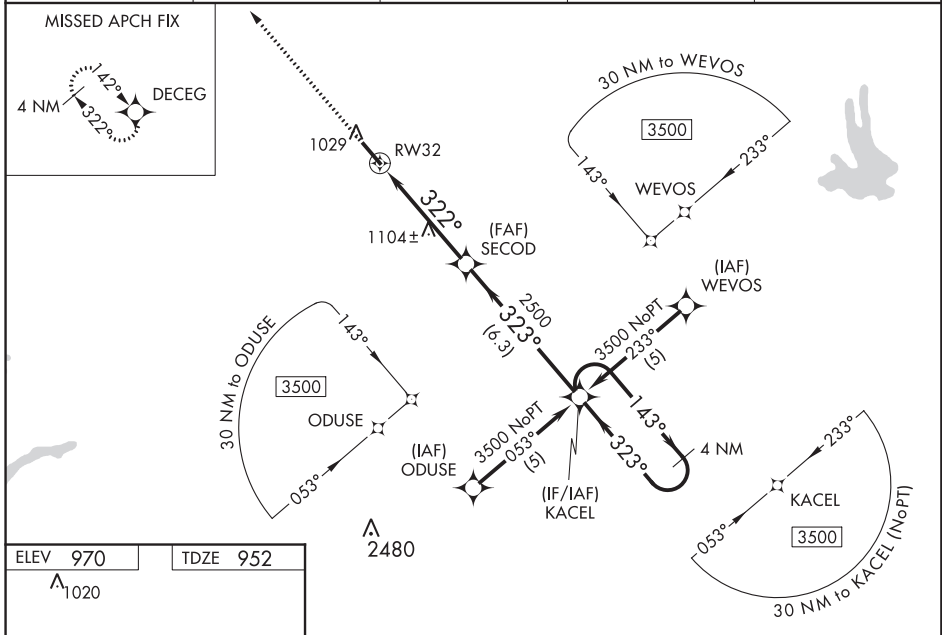 MISSED APCH FIX
142°
DECEG
4 NM
322°
1029
RW32
322°
1104±
(FAF)
SECOD
30 NM to WEVOS
3500
143°
233°
WEVOS
(IAF)
WEVOS
2500
323°
(6.3)
3500 NoPT
233°
(5)
30 NM to ODUSE
143°
3500
ODUSE
053°
(IAF)
ODUSE
3500 NoPT
053°
(5)
143°
323°
4 NM
(IF/IAF)
KACEL
233°
KACEL
053°
3500
30 NM to KACEL (NoPT)
2480
ELEV 970
TDZE 952
1020